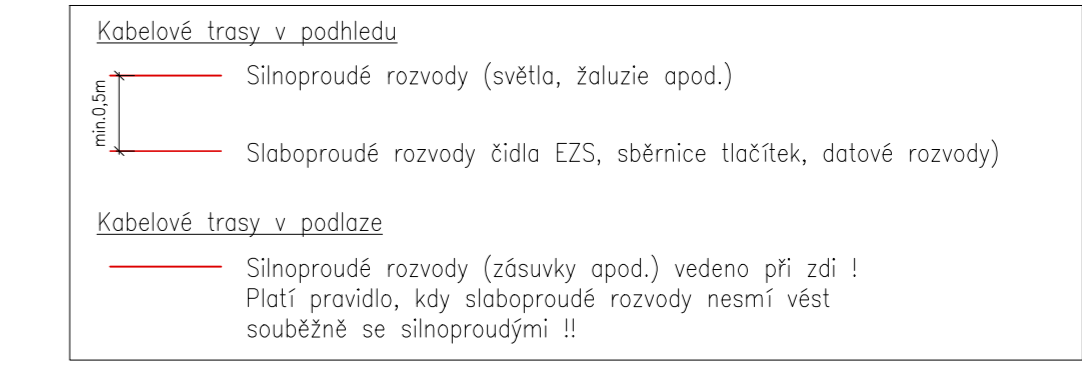 Kabelové trasy v podhledu
Silnoproudé rozvody (světla, žaluzie apod.)
min.0,5m
Slaboproudé rozvody čidla EZS, sběrnice tlačítek, datové rozvody)
Kabelové trasy v podlaze
Silnoproudé rozvody (zásuvky apod.) vedeno při zdi !
Platí pravidlo, kdy slaboproudé rozvody nesmí vést
souběžně se silnoproudými !!